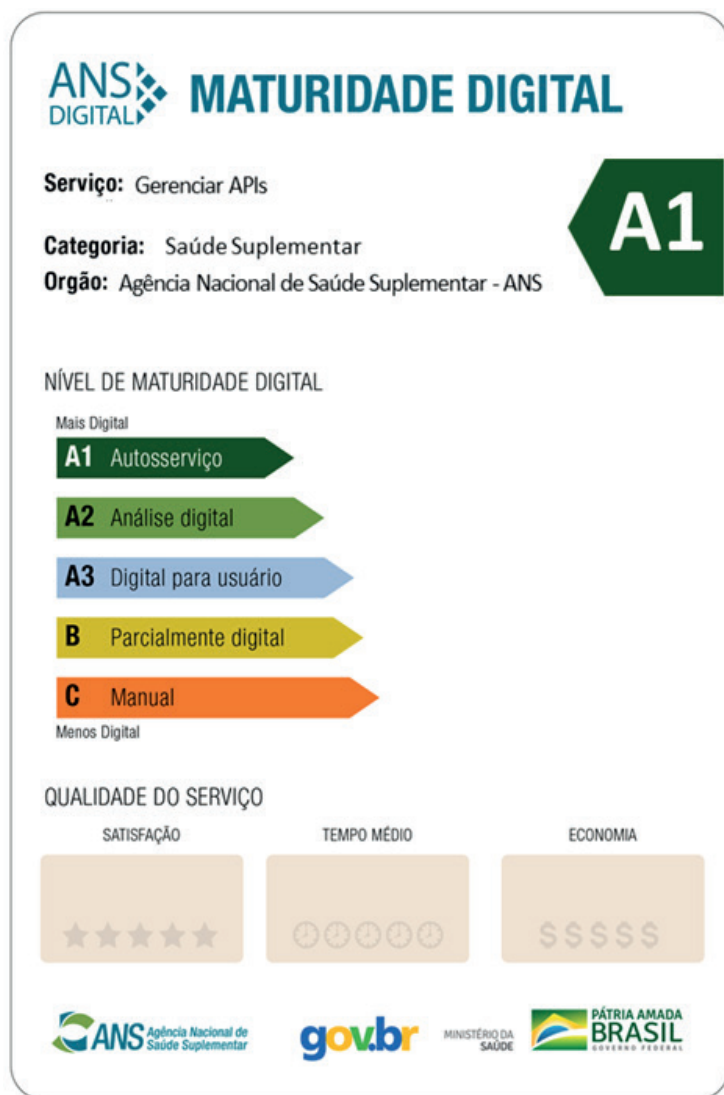 ANS
DIGITAL
MATURIDADE DIGITAL
Serviço: Gerenciar APIs
A1
Categoria: Saúde Suplementar
Orgão: Agência Nacional de Saúde Suplementar - ANS
NÍVEL DE MATURIDADE DIGITAL
Mais Digital
A1 Autosserviço
A2 Análise digital
A3 Digital para usuário
B Parcialmente digital
C Manual
Menos Digital
QUALIDADE DO SERVIÇO
SATISFAÇÃO TEMPO MÉDIO ECONOMIA
$$$$$
ANS Agência Nacional de
Saúde Suplementar
gov.br
MINISTÉRIO DA
SAÚDE
PÁTRIA AMADA
BRASIL
GOVERNO FEDERAL